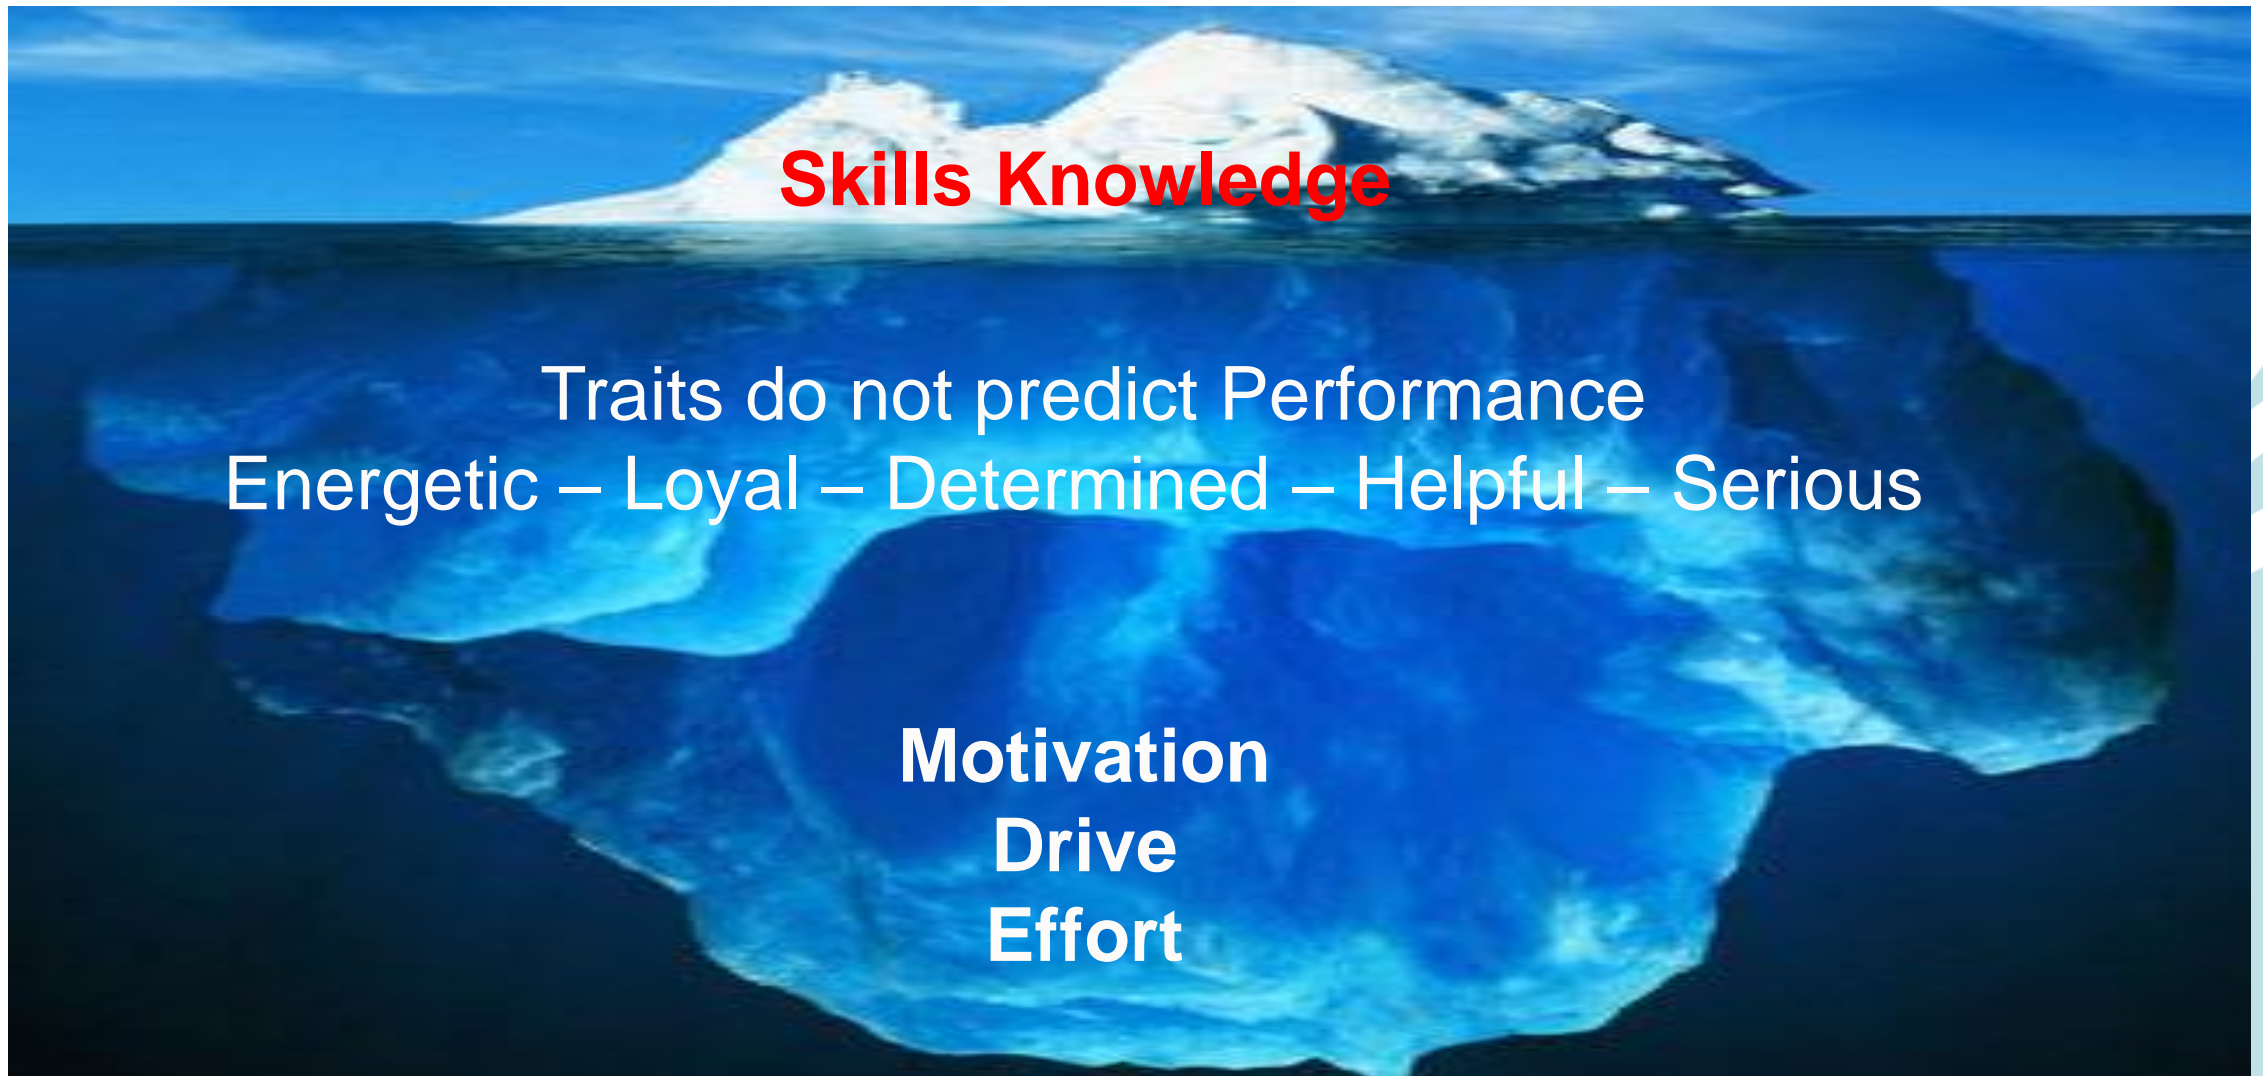 Skills Knowledge
Traits do not predict Performance
Energetic – Loyal – Determined – Helpful – Serious
Motivation
Drive
Effort